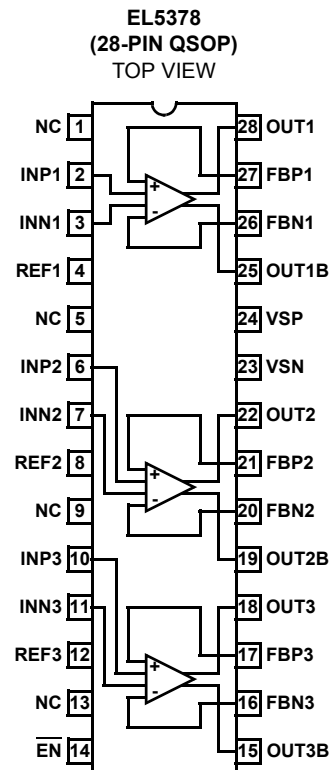 EL5378
(28-PIN QSOP)
TOP VIEW
NC 1 28 OUT1
INP1 2 + 27 FBP1
INN1 3 - 26 FBN1
REF1 4 25 OUT1B
NC 5 24 VSP
INP2 6 23 VSN
INN2 7 22 OUT2
REF2 8 + 21 FBP2
NC 9 - 20 FBN2
INP3 10 19 OUT2B
INN3 11 18 OUT3
REF3 12 + 17 FBP3
NC 13 - 16 FBN3
EN 14 15 OUT3B